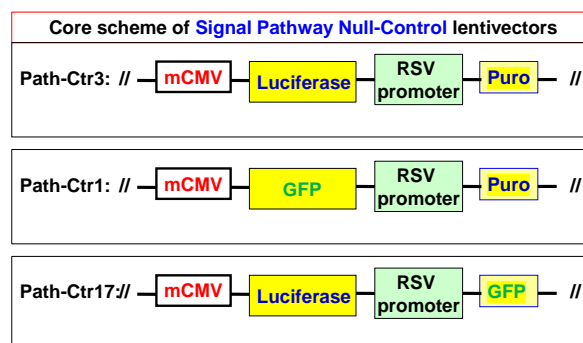 Core scheme of Signal Pathway Null-Control lentivectors
Path-Ctr3: // mCMV Luciferase RSV promoter Puro //
Path-Ctr1: // mCMV GFP RSV promoter Puro //
Path-Ctr17:// mCMV Luciferase RSV promoter GFP //